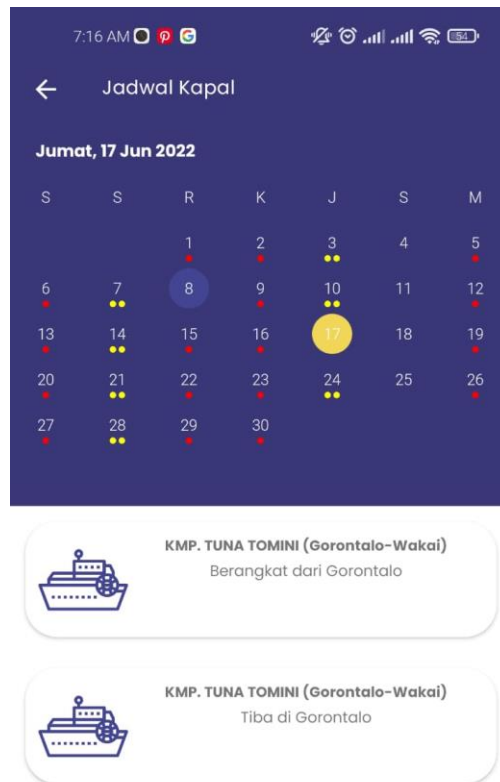 7:16 AM 54
Jadwal Kapal
Jumat, 17 Jun 2022
S S R K J S M
1 2 3 4 5
6 7 8 9 10 11 12
13 14 15 16 17 18 19
20 21 22 23 24 25 26
27 28 29 30
KMP. TUNA TOMINI (Gorontalo-Wakai)
Berangkat dari Gorontalo
KMP. TUNA TOMINI (Gorontalo-Wakai)
Tiba di Gorontalo